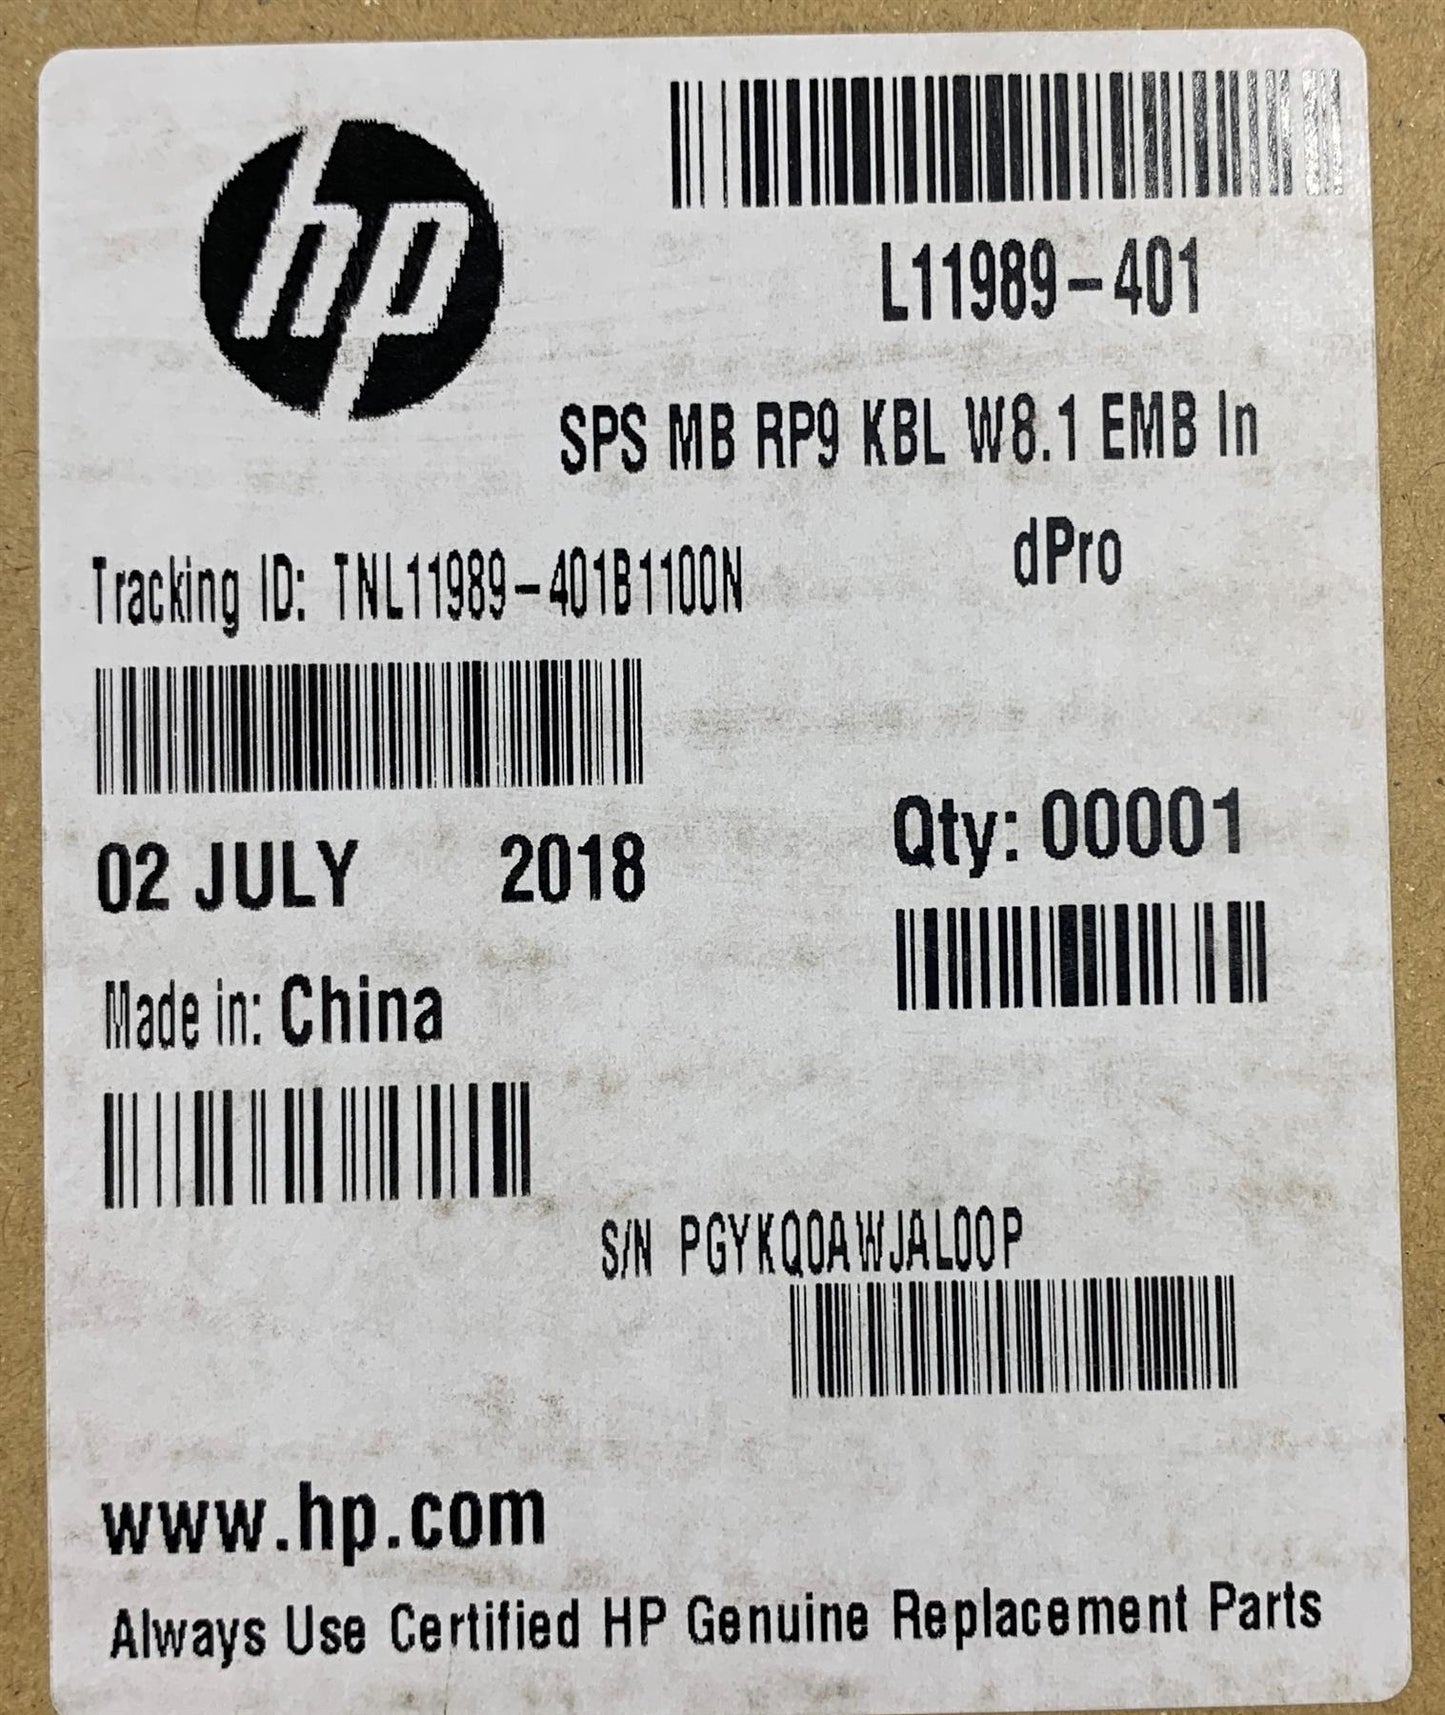 hp
L11989-401
SPS MB RP9 KBL W8.1 EMB In
dPro
Tracking ID: TNL11989-401B1100N
02 JULY 2018
Qty: 00001
Made in: China
S/N PGYKQ0AWJAL00P
www.hp.com
Always Use Certified HP Genuine Replacement Parts